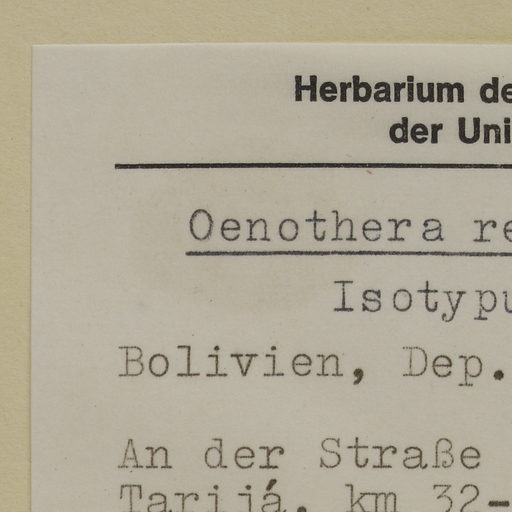 Herbarium de
der Uni
Oenothera re
Isotypu
Bolivien, Dep.
An der Straße
Tarijá, km 32-